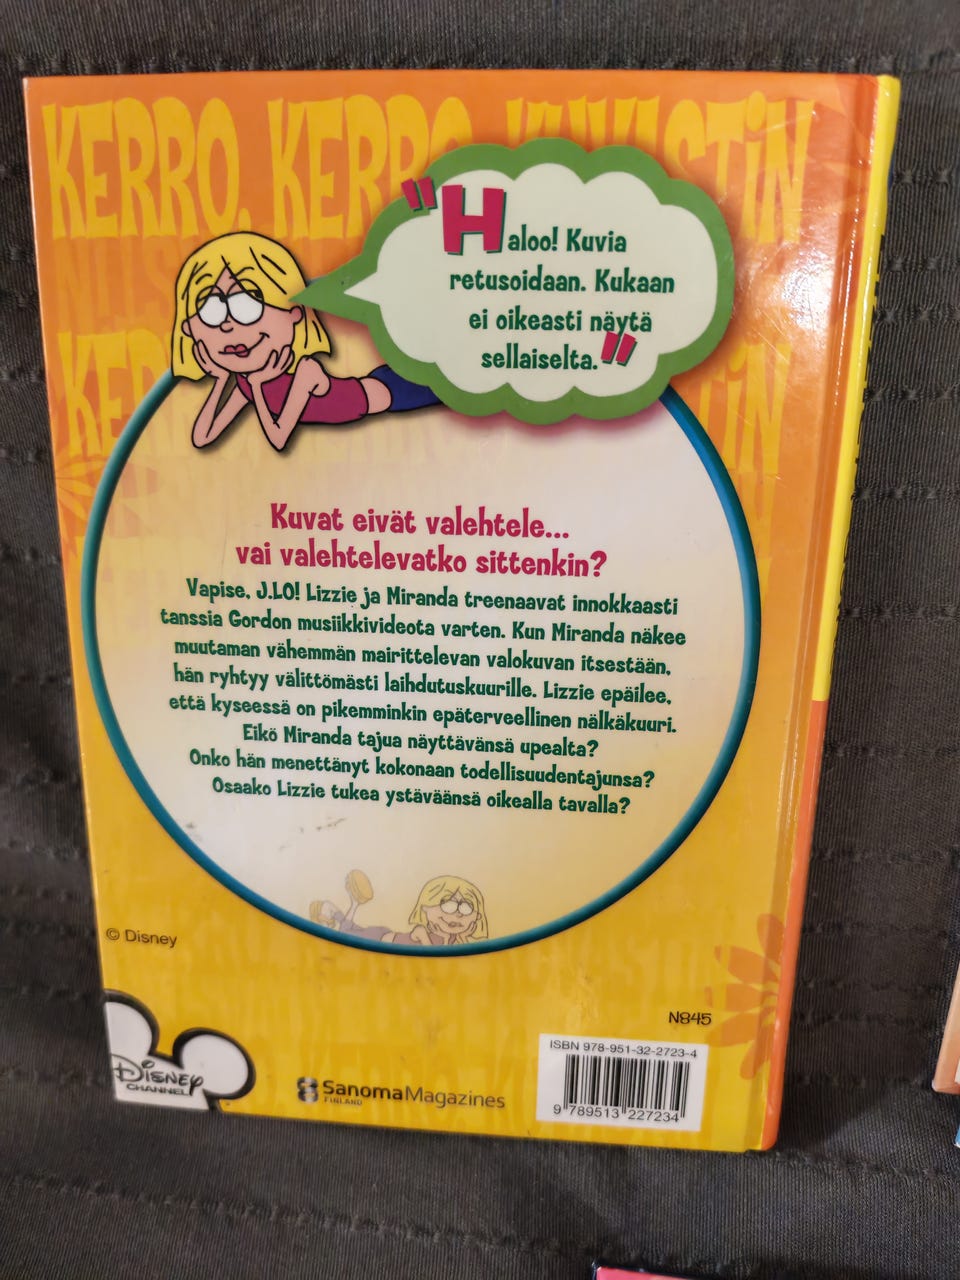 KERRO, KERRO,
"Haloo! Kuvia
retusoidaan. Kukaan
ei oikeasti näytä
sellaiselta."
Kuvat eivät valehtele...
vai valehtelevatko sittenkin?
Vapise, J.LO! Lizzie ja Miranda treenaavat innokkaasti
tanssia Gordon musiikkivideota varten. Kun Miranda näkee
muutaman vähemmän mairittelevan valokuvan itsestään,
hän ryhtyy välittömästi laihdutuskuurille. Lizzie epäilee,
että kyseessä on pikemminkin epäterveellinen nälkäkuuri.
Eikö Miranda tajua näyttävänsä upealta?
Onko hän menettänyt kokonaan todellisuudentajunsa?
Osaako Lizzie tukea ystäväänsä oikealla tavalla?
© Disney
N845
ISBN 978-951-32-2723-4
9 789513 227234
DISNEY
CHANNEL
SanomaMagazines
FINLAND